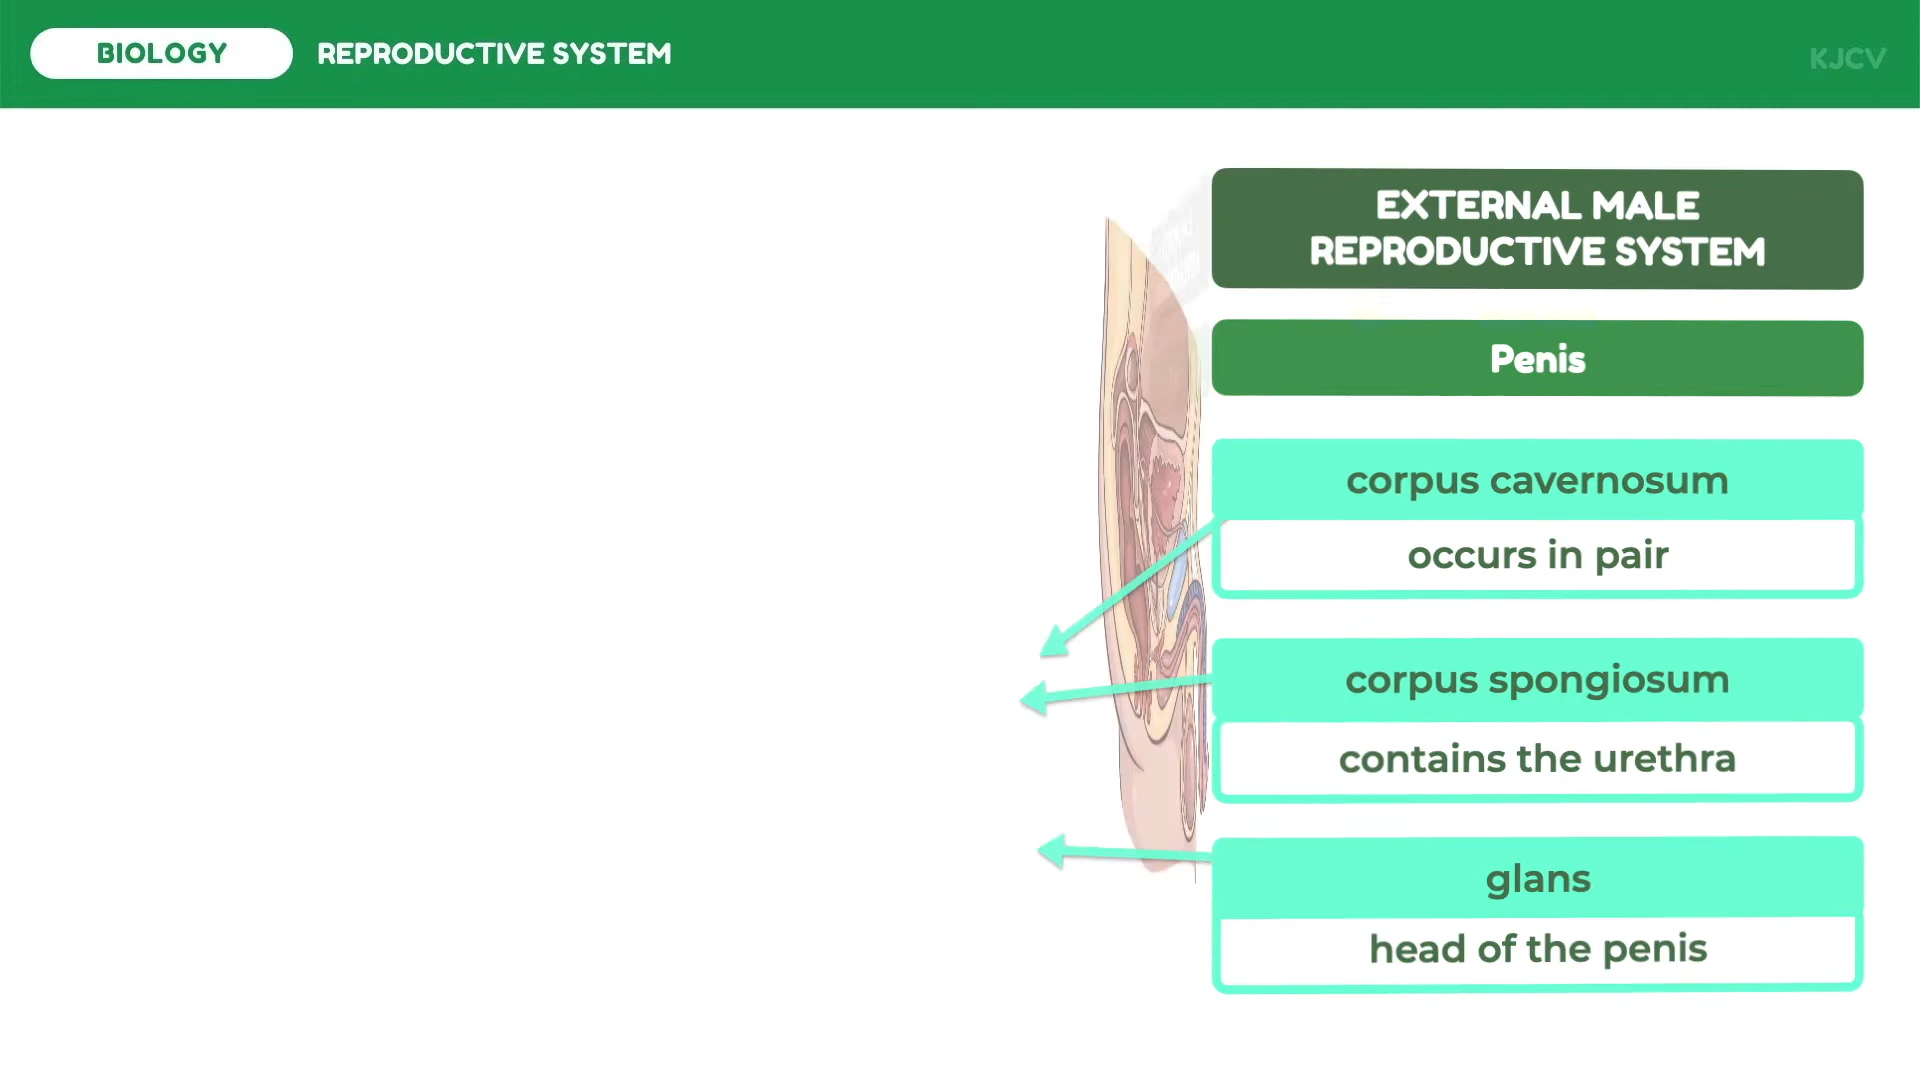 BIOLOGY
REPRODUCTIVE SYSTEM
KJCV
EXTERNAL MALE
REPRODUCTIVE SYSTEM
Penis
corpus cavernosum
occurs in pair
corpus spongiosum
contains the urethra
glans
head of the penis